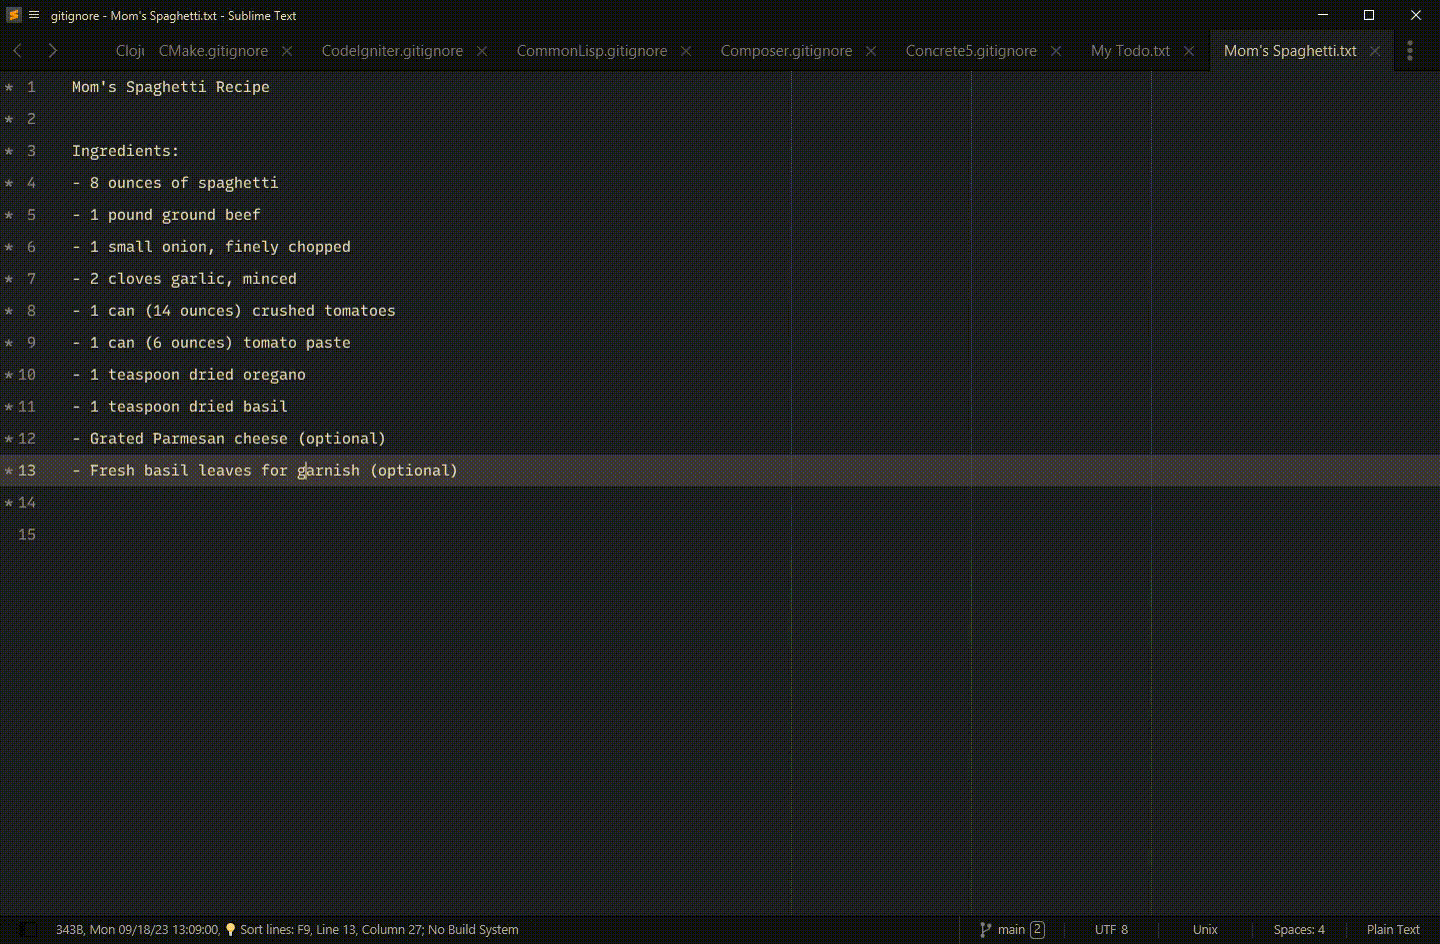 gitignore - Mom's Spaghetti.txt - Sublime Text
CMake.gitignore CodeIgniter.gitignore CommonLisp.gitignore Composer.gitignore Concrete5.gitignore My Todo.txt Mom's Spaghetti.txt
* 1 Mom's Spaghetti Recipe
* 2
* 3 Ingredients:
* 4 - 8 ounces of spaghetti
* 5 - 1 pound ground beef
* 6 - 1 small onion, finely chopped
* 7 - 2 cloves garlic, minced
* 8 - 1 can (14 ounces) crushed tomatoes
* 9 - 1 can (6 ounces) tomato paste
* 10 - 1 teaspoon dried oregano
* 11 - 1 teaspoon dried basil
* 12 - Grated Parmesan cheese (optional)
* 13 - Fresh basil leaves for garnish (optional)
* 14
15
343B, Mon 09/18/23 13:09:00, 💡 Sort lines: F9, Line 13, Column 27; No Build System main 2 UTF 8 Unix Spaces: 4 Plain Text